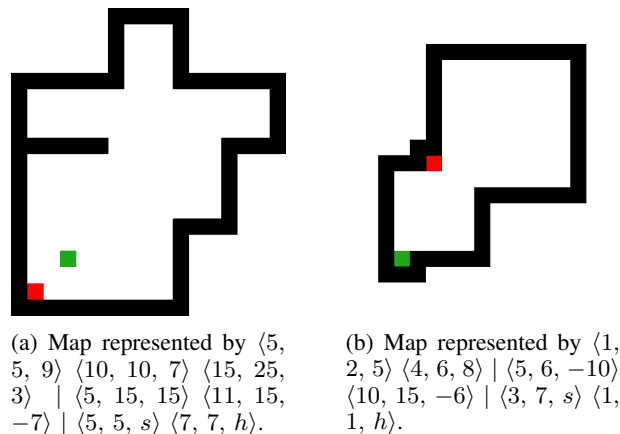 (a) Map represented by ⟨5,
5, 9⟩ ⟨10, 10, 7⟩ ⟨15, 25,
3⟩ | ⟨5, 15, 15⟩ ⟨11, 15,
−7⟩ | ⟨5, 5, s⟩ ⟨7, 7, h⟩.
(b) Map represented by ⟨1,
2, 5⟩ ⟨4, 6, 8⟩ | ⟨5, 6, −10⟩
⟨10, 15, −6⟩ | ⟨3, 7, s⟩ ⟨1,
1, h⟩.